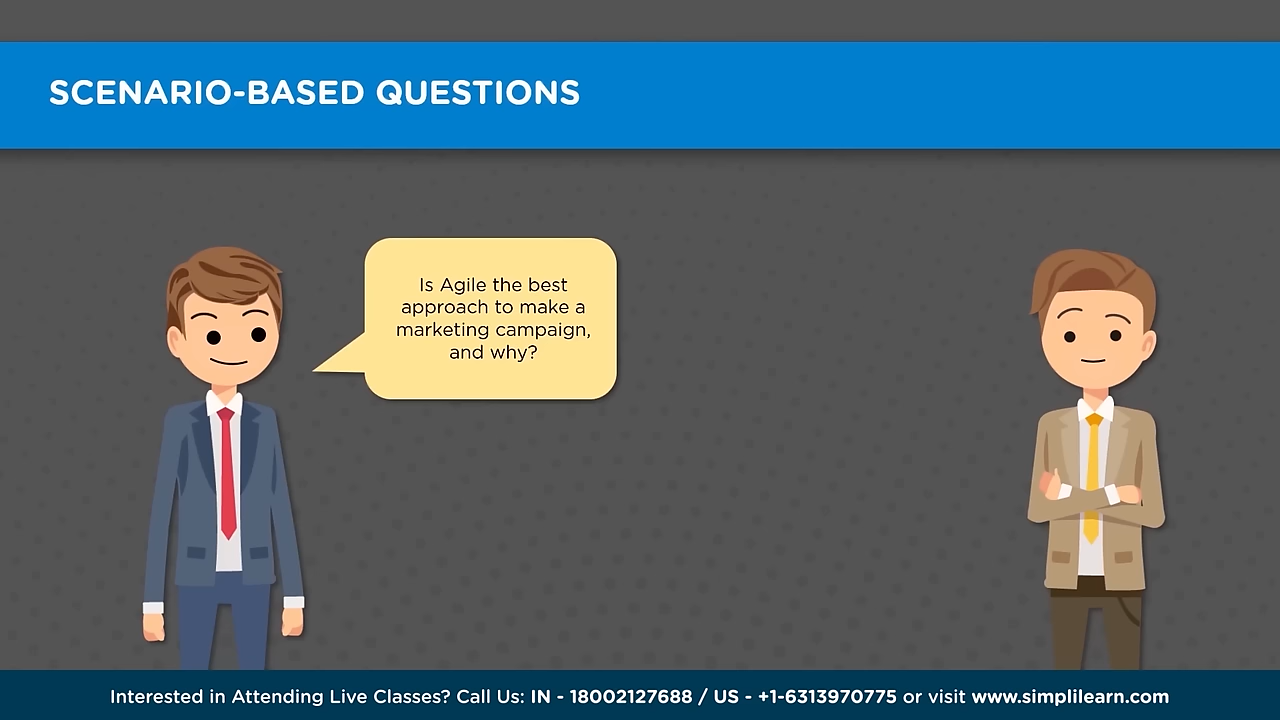 SCENARIO-BASED QUESTIONS
Is Agile the best
approach to make a
marketing campaign,
and why?
Interested in Attending Live Classes? Call Us: IN - 18002127688 / US - +1-6313970775 or visit www.simplilearn.com